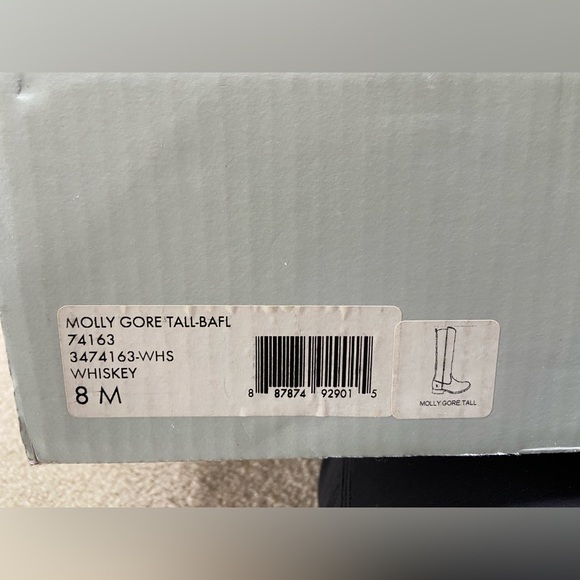 MOLLY GORE TALL-BAFL
74163
3474163-WHS
WHISKEY
8 M
8 87874 92901 5
MOLLY GORE TALL